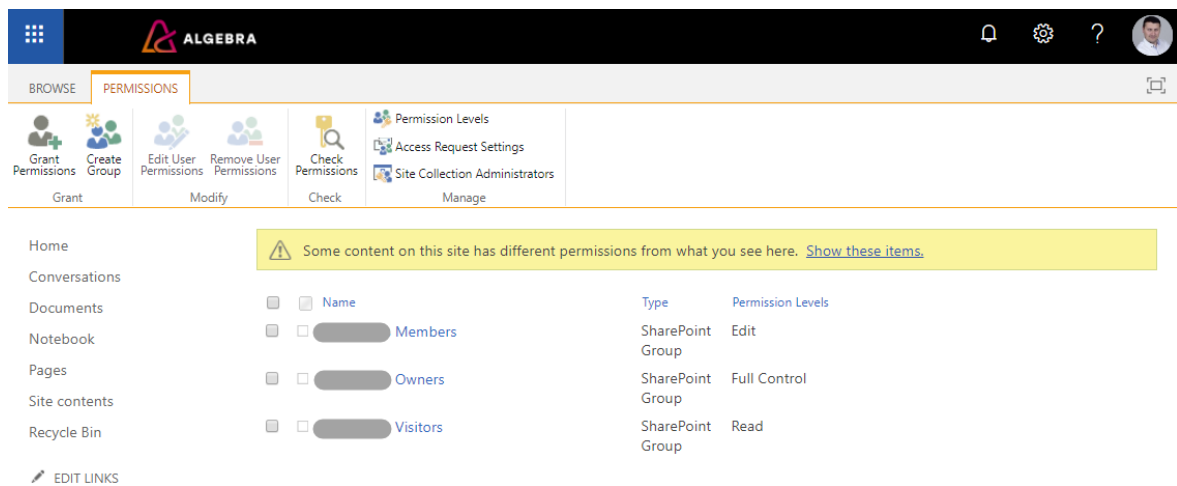 ALGEBRA
?
BROWSE PERMISSIONS
Grant Permissions
Create Group
Grant
Edit User Permissions
Remove User Permissions
Modify
Check Permissions
Check
Permission Levels
Access Request Settings
Site Collection Administrators
Manage
Home
Conversations
Documents
Notebook
Pages
Site contents
Recycle Bin
EDIT LINKS
Some content on this site has different permissions from what you see here. Show these items.
Name Type Permission Levels
Members SharePoint Group Edit
Owners SharePoint Group Full Control
Visitors SharePoint Group Read